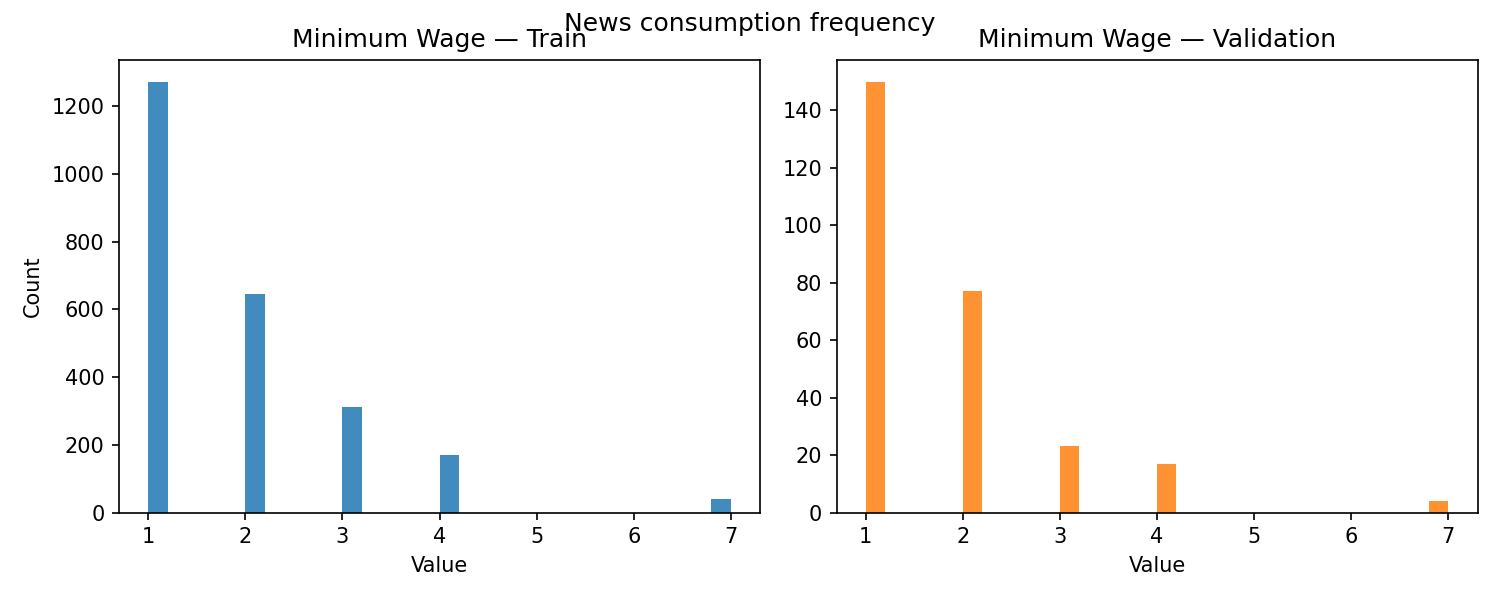 News consumption frequency
Minimum Wage — Train
Minimum Wage — Validation
Count
1200
1000
800
600
400
200
0
1 2 3 4 5 6 7
Value
140
120
100
80
60
40
20
0
1 2 3 4 5 6 7
Value